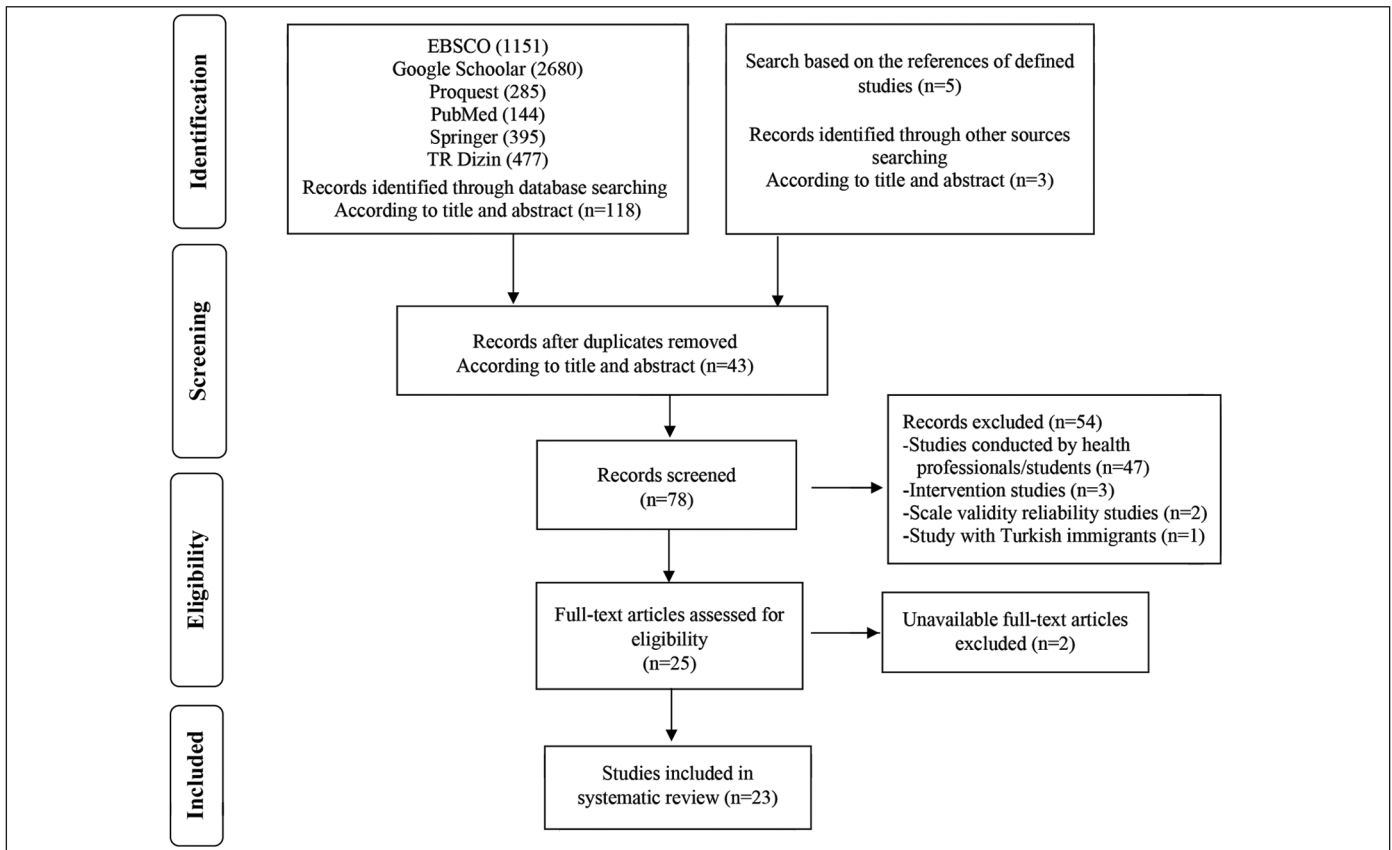 Identification
EBSCO (1151)
Google Schoolar (2680)
Proquest (285)
PubMed (144)
Springer (395)
TR Dizin (477)
Records identified through database searching
According to title and abstract (n=118)
Search based on the references of defined
studies (n=5)
Records identified through other sources
searching
According to title and abstract (n=3)
Screening
Records after duplicates removed
According to title and abstract (n=43)
Records screened
(n=78)
Records excluded (n=54)
-Studies conducted by health
professionals/students (n=47)
-Intervention studies (n=3)
-Scale validity reliability studies (n=2)
-Study with Turkish immigrants (n=1)
Eligibility
Full-text articles assessed for
eligibility
(n=25)
Unavailable full-text articles
excluded (n=2)
Included
Studies included in
systematic review (n=23)